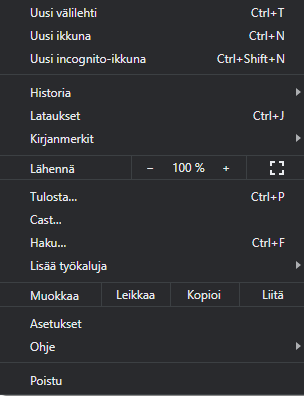 Uusi välilehti Ctrl+T
Uusi ikkuna Ctrl+N
Uusi incognito-ikkuna Ctrl+Shift+N
Historia
Lataukset Ctrl+J
Kirjanmerkit
Lähennä − 100 % +
Tulosta... Ctrl+P
Cast...
Haku... Ctrl+F
Lisää työkaluja
Muokkaa Leikkaa Kopioi Liitä
Asetukset
Ohje
Poistu